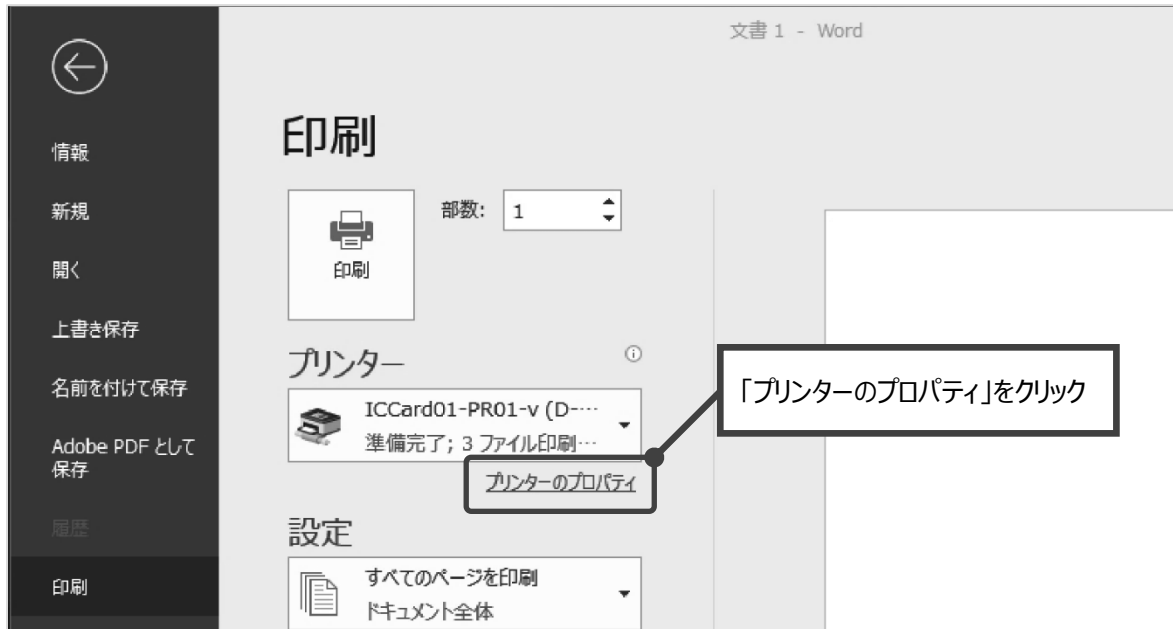 文書 1 - Word
情報
新規
開く
上書き保存
名前を付けて保存
Adobe PDF として
保存
履歴
印刷
印刷
印刷
部数: 1
プリンター
ICCard01-PR01-v (D-…
準備完了; 3 ファイル印刷…
プリンターのプロパティ
「プリンターのプロパティ」をクリック
設定
すべてのページを印刷
ドキュメント全体